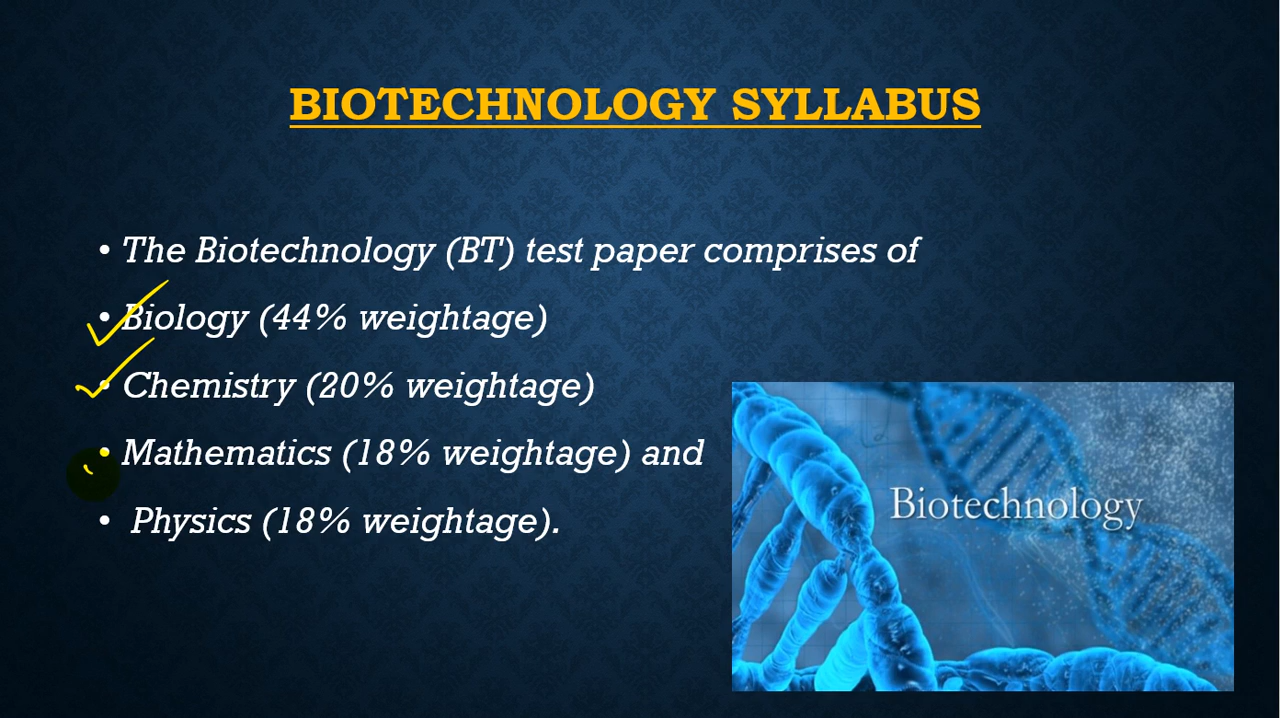 BIOTECHNOLOGY SYLLABUS
• The Biotechnology (BT) test paper comprises of
• Biology (44% weightage)
• Chemistry (20% weightage)
• Mathematics (18% weightage) and
• Physics (18% weightage).
Biotechnology